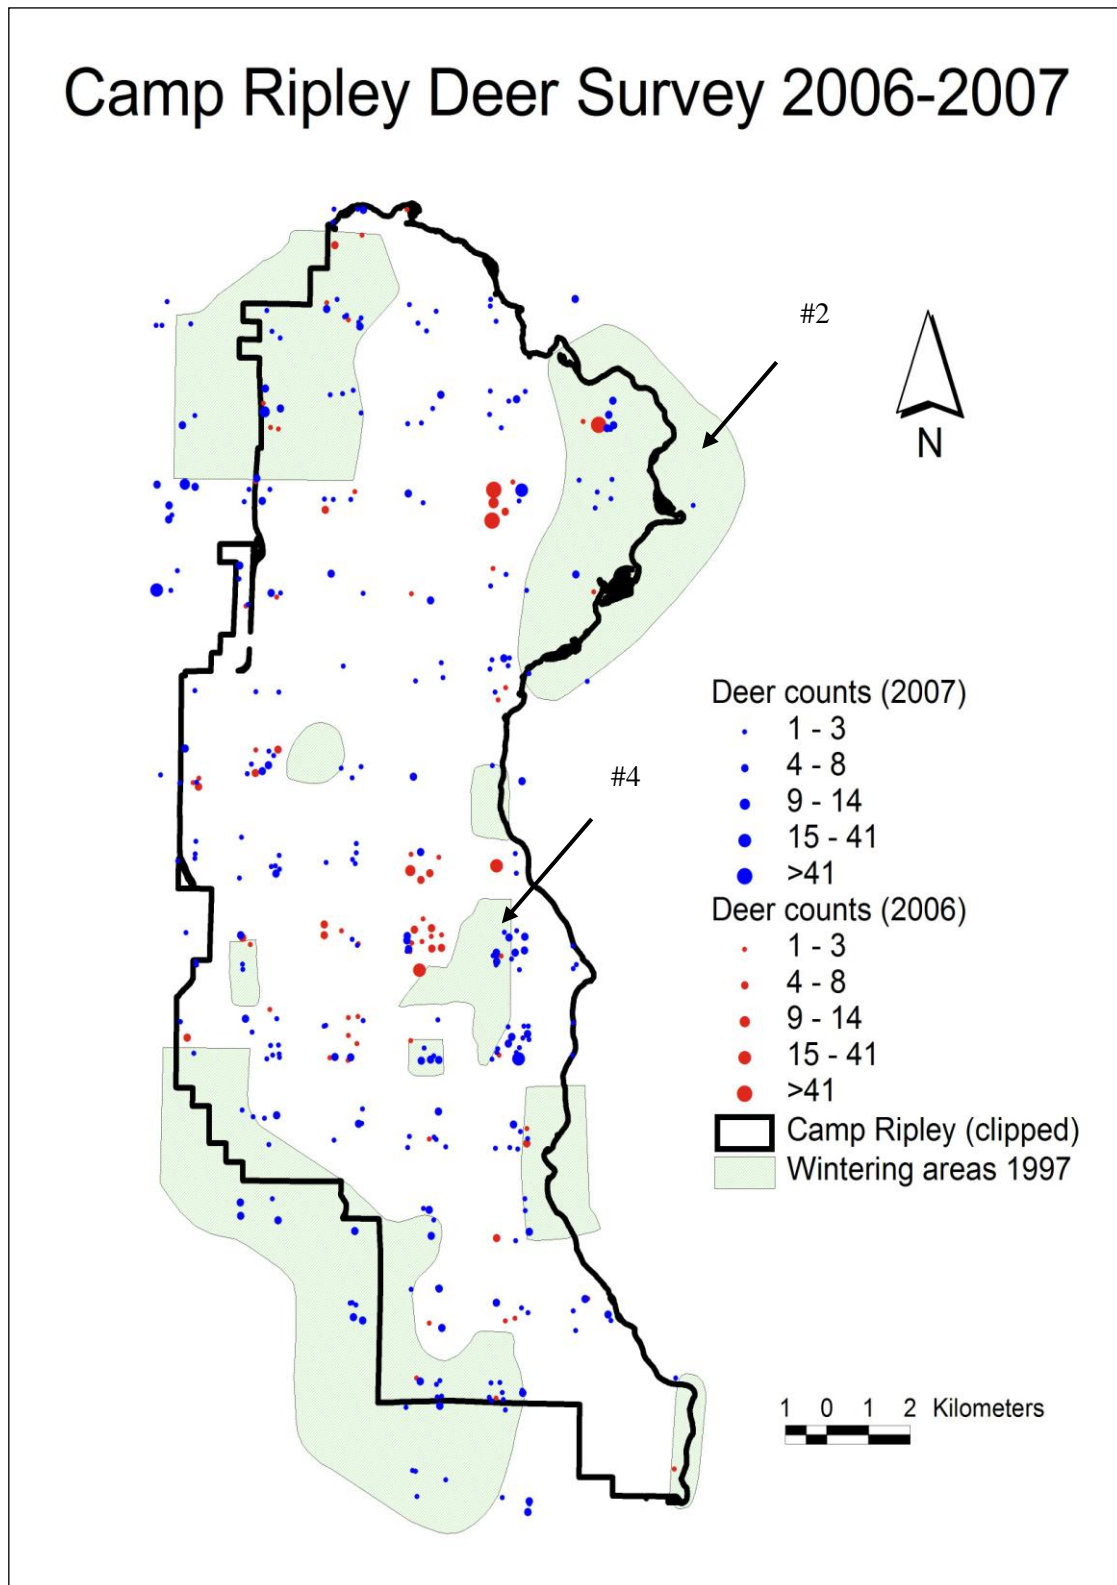 Camp Ripley Deer Survey 2006-2007
#2
N
#4
Deer counts (2007)
1 - 3
4 - 8
9 - 14
15 - 41
>41
Deer counts (2006)
1 - 3
4 - 8
9 - 14
15 - 41
>41
Camp Ripley (clipped)
Wintering areas 1997
1 0 1 2 Kilometers